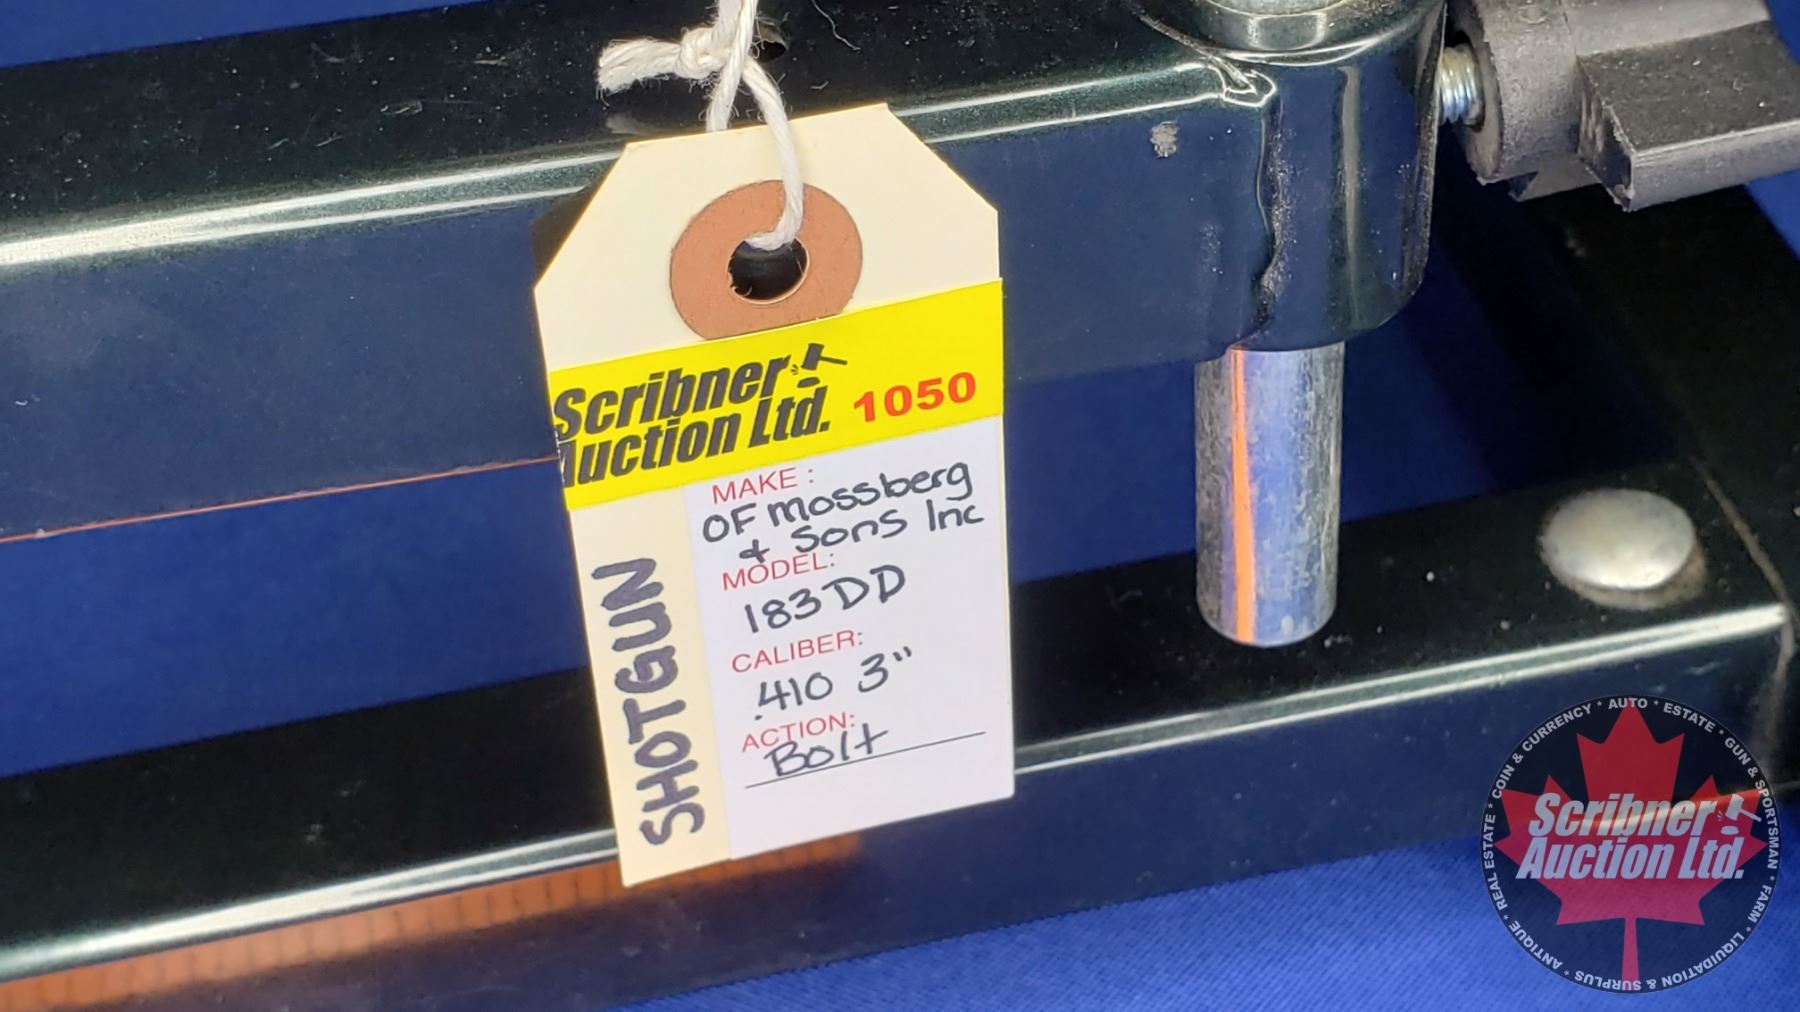 Scribner
Auction Ltd. 1050
MAKE:
OF Mossberg
& Sons Inc
MODEL:
183DD
CALIBER:
.410 3"
ACTION:
Bolt
SHOTGUN
REAL ESTATE * COIN & CURRENCY * AUTO * ESTATE * GUN & SPORTSMAN * FARM * LIQUIDATION & SURPLUS * ANTIQUE *
Scribner
Auction Ltd.